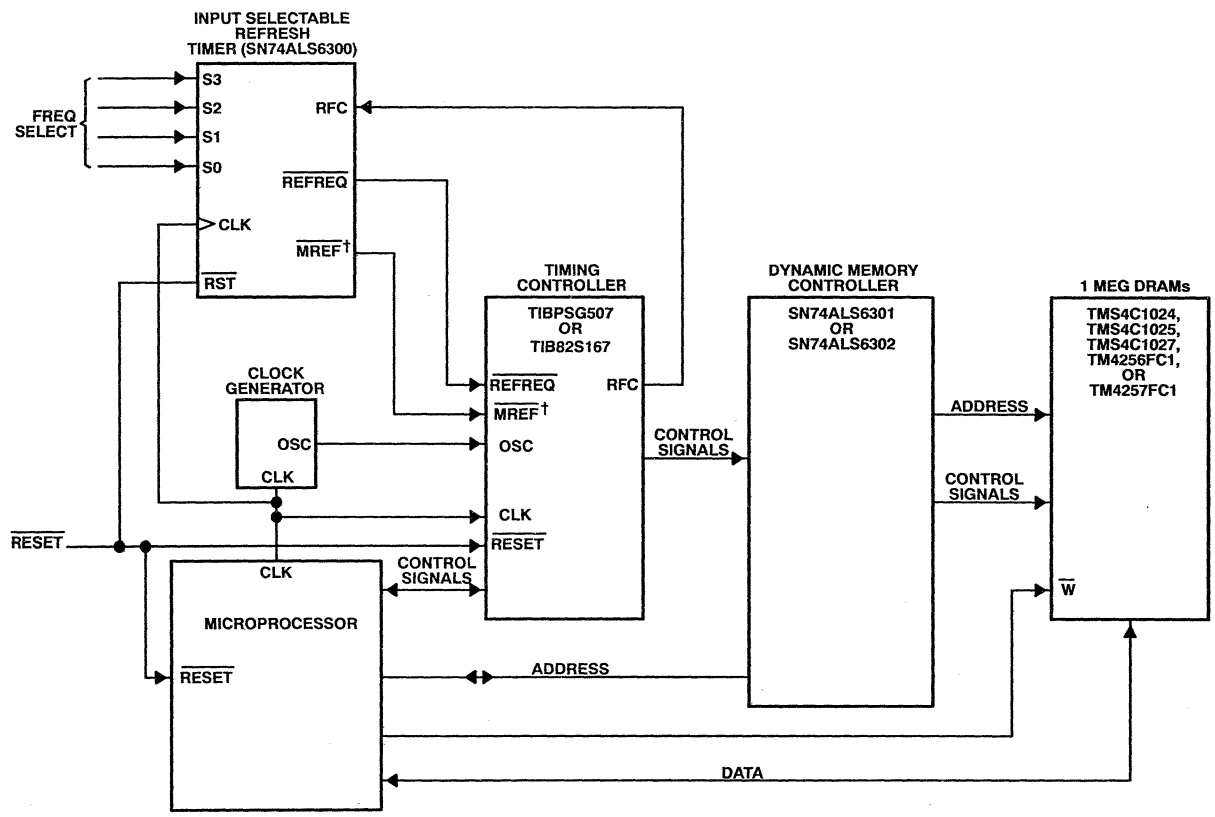 INPUT SELECTABLE
REFRESH
TIMER (SN74ALS6300)
FREQ
SELECT
S3
S2
S1
S0
RFC
REFREQ
CLK
MREF†
RST
CLOCK
GENERATOR
OSC
CLK
TIMING
CONTROLLER
TIBPSG507
OR
TIB82S167
REFREQ
RFC
MREF†
OSC
CLK
RESET
DYNAMIC MEMORY
CONTROLLER
SN74ALS6301
OR
SN74ALS6302
1 MEG DRAMs
TMS4C1024,
TMS4C1025,
TMS4C1027,
TM4256FC1,
OR
TM4257FC1
W
CONTROL
SIGNALS
ADDRESS
CONTROL
SIGNALS
RESET
CONTROL
SIGNALS
CLK
MICROPROCESSOR
RESET
ADDRESS
DATA